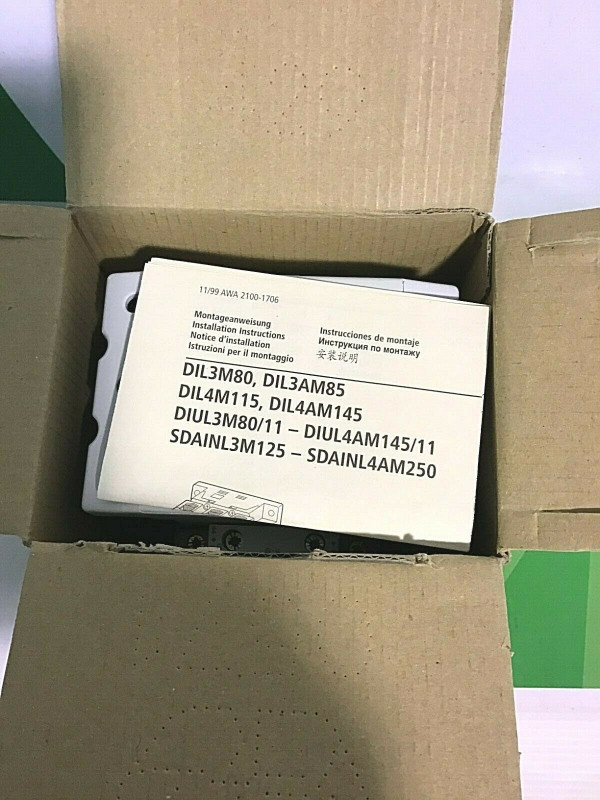 11/99 AWA 2100-1706
Montageanweisung
Installation Instructions
Notice d'installation
Istruzioni per il montaggio
Instrucciones de montaje
Инструкция по монтажу
安装说明
DIL3M80, DIL3AM85
DIL4M115, DIL4AM145
DIUL3M80/11 – DIUL4AM145/11
SDAINL3M125 – SDAINL4AM250